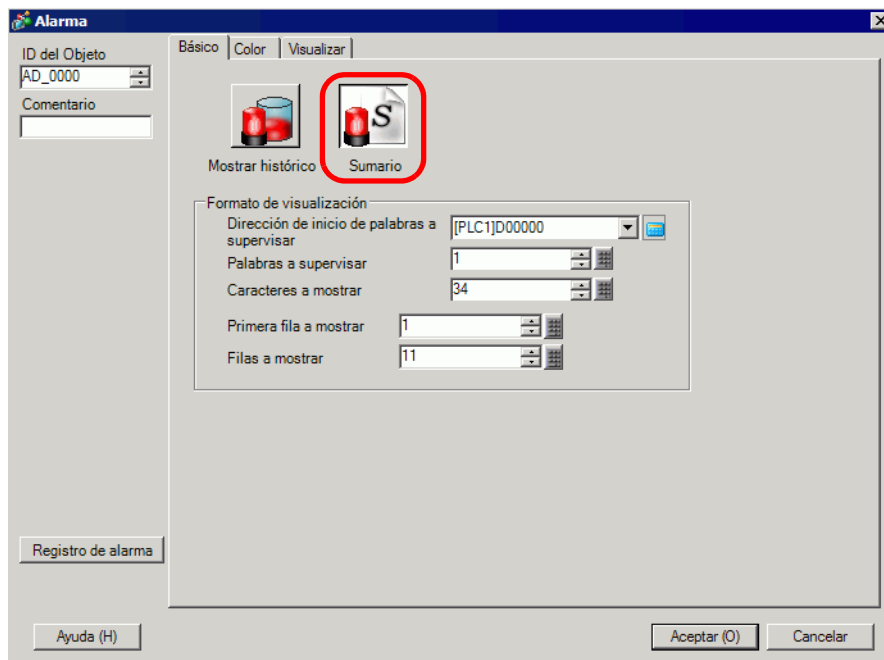 Alarma
ID del Objeto
AD_0000
Comentario
Básico
Color
Visualizar
Mostrar histórico
S
Sumario
Formato de visualización
Dirección de inicio de palabras a
supervisar
[PLC1]D00000
Palabras a supervisar
1
Caracteres a mostrar
34
Primera fila a mostrar
1
Filas a mostrar
11
Registro de alarma
Ayuda (H)
Aceptar (O)
Cancelar